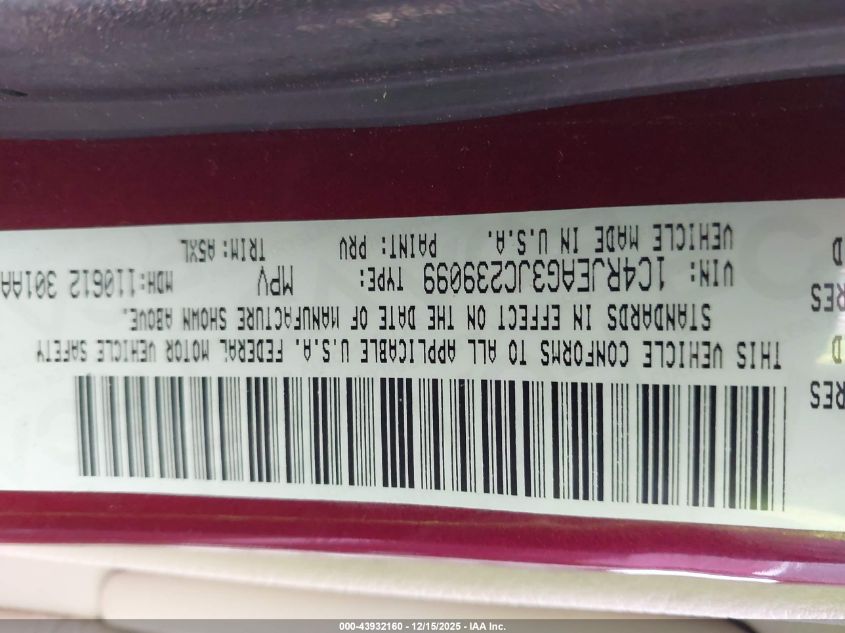 THIS VEHICLE CONFORMS TO ALL APPLICABLE U.S.A. FEDERAL MOTOR VEHICLE SAFETY
STANDARDS IN EFFECT ON THE DATE OF MANUFACTURE SHOWN ABOVE.
VIN: 1C4RJEAG3JC239099 TYPE: MPV MDH:110612 301AA
VEHICLE MADE IN U.S.A. PAINT: PRV TRIM: A5XL
000-43932160 - 12/15/2025 - IAA Inc.